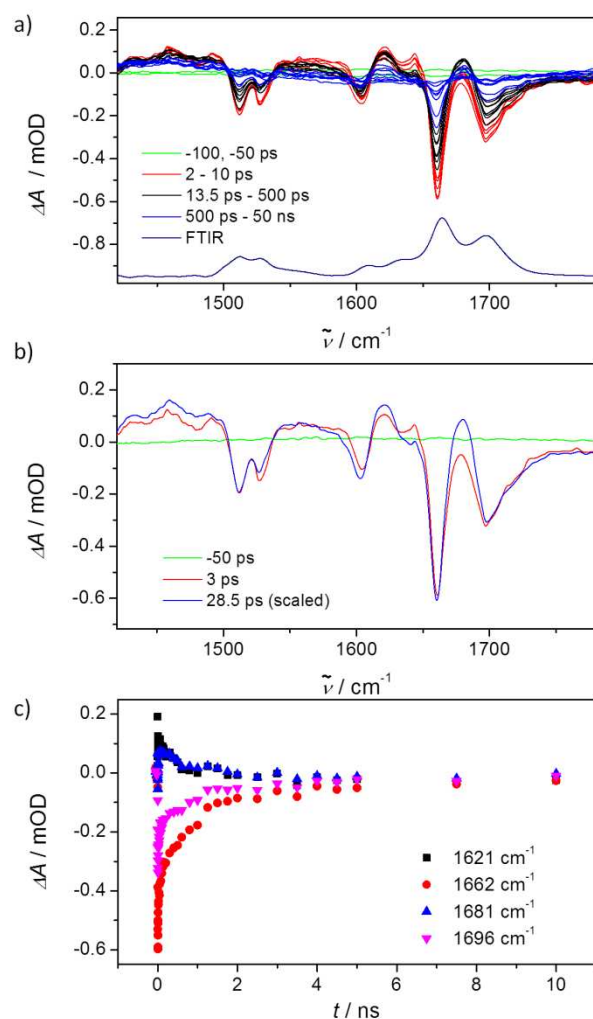 a)
0.2
0.0
-0.2
-0.4
-0.6
-0.8
ΔA / mOD
-100, -50 ps
2 - 10 ps
13.5 ps - 500 ps
500 ps - 50 ns
FTIR
1500 1600 1700
ν̃ / cm⁻¹
b)
0.2
0.0
-0.2
-0.4
-0.6
ΔA / mOD
-50 ps
3 ps
28.5 ps (scaled)
1500 1600 1700
ν̃ / cm⁻¹
c)
0.2
0.0
-0.2
-0.4
-0.6
ΔA / mOD
1621 cm⁻¹
1662 cm⁻¹
1681 cm⁻¹
1696 cm⁻¹
0 2 4 6 8 10
t / ns